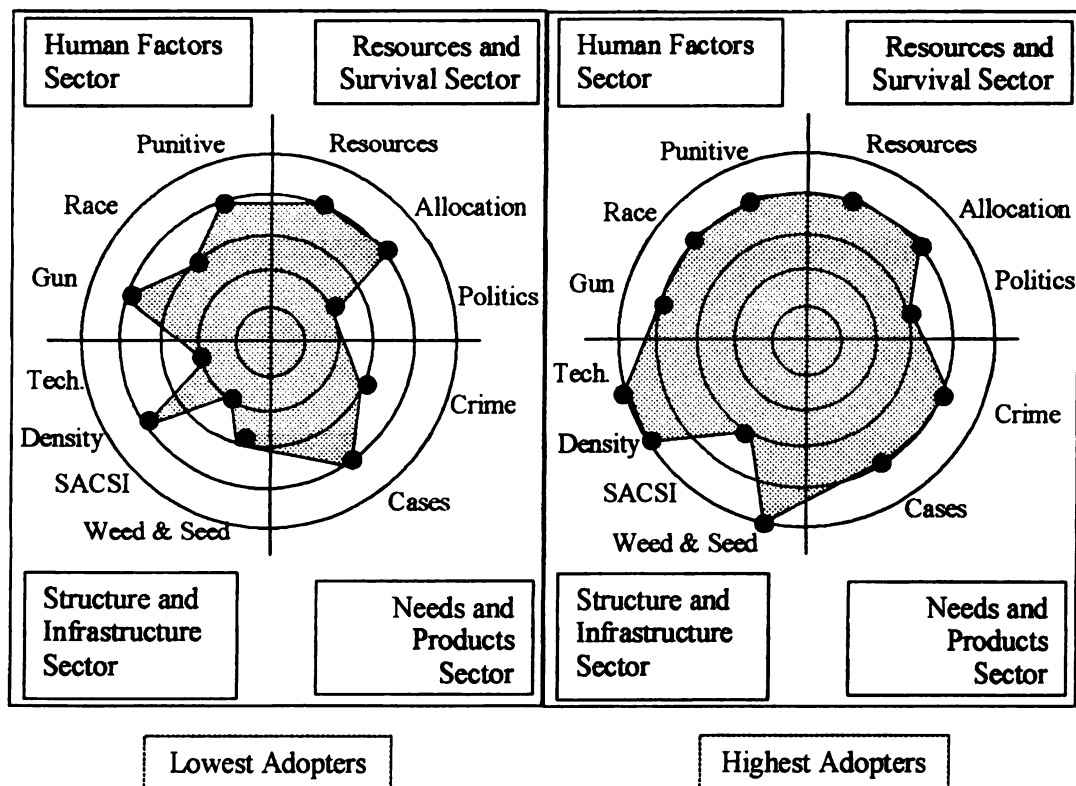 Human Factors
Sector
Resources and
Survival Sector
Punitive
Resources
Race
Allocation
Gun
Politics
Tech.
Crime
Density
SACSI
Cases
Weed & Seed
Structure and
Infrastructure
Sector
Needs and
Products
Sector
Lowest Adopters
Human Factors
Sector
Resources and
Survival Sector
Punitive
Resources
Race
Allocation
Gun
Politics
Tech.
Crime
Density
SACSI
Cases
Weed & Seed
Structure and
Infrastructure
Sector
Needs and
Products
Sector
Highest Adopters